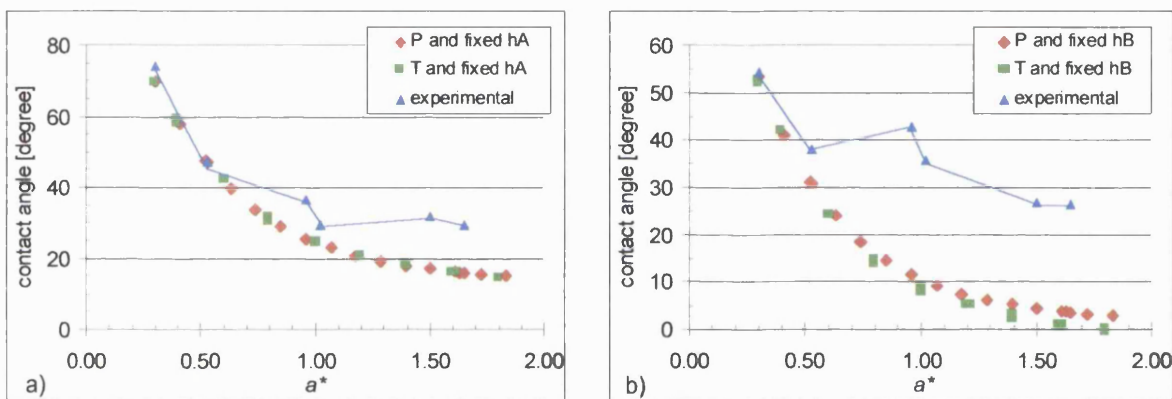 80
60
40
20
0
contact angle [degree]
0.00 0.50 1.00 1.50 2.00
a*
a)
P and fixed hA
T and fixed hA
experimental
60
50
40
30
20
10
0
contact angle [degree]
0.00 0.50 1.00 1.50 2.00
a*
b)
P and fixed hB
T and fixed hB
experimental